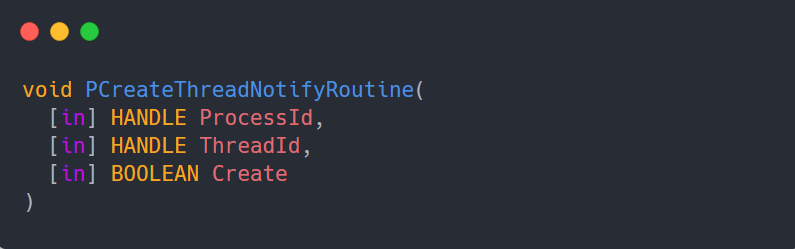 void PCreateThreadNotifyRoutine(
  [in] HANDLE ProcessId,
  [in] HANDLE ThreadId,
  [in] BOOLEAN Create
)